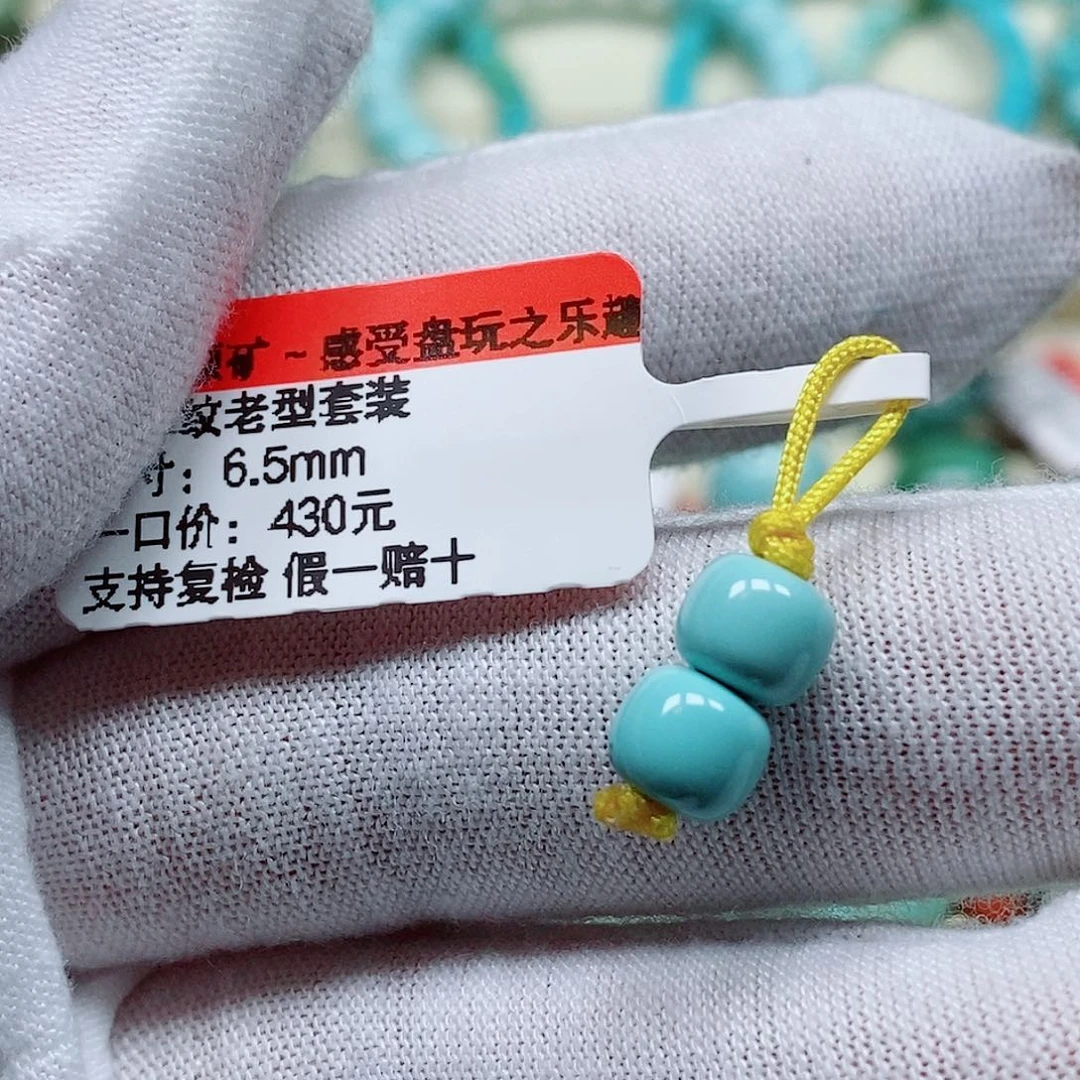 矿~感受盘玩之乐趣
纹老型套装
寸：6.5mm
一口价：430元
支持复检 假一赔十